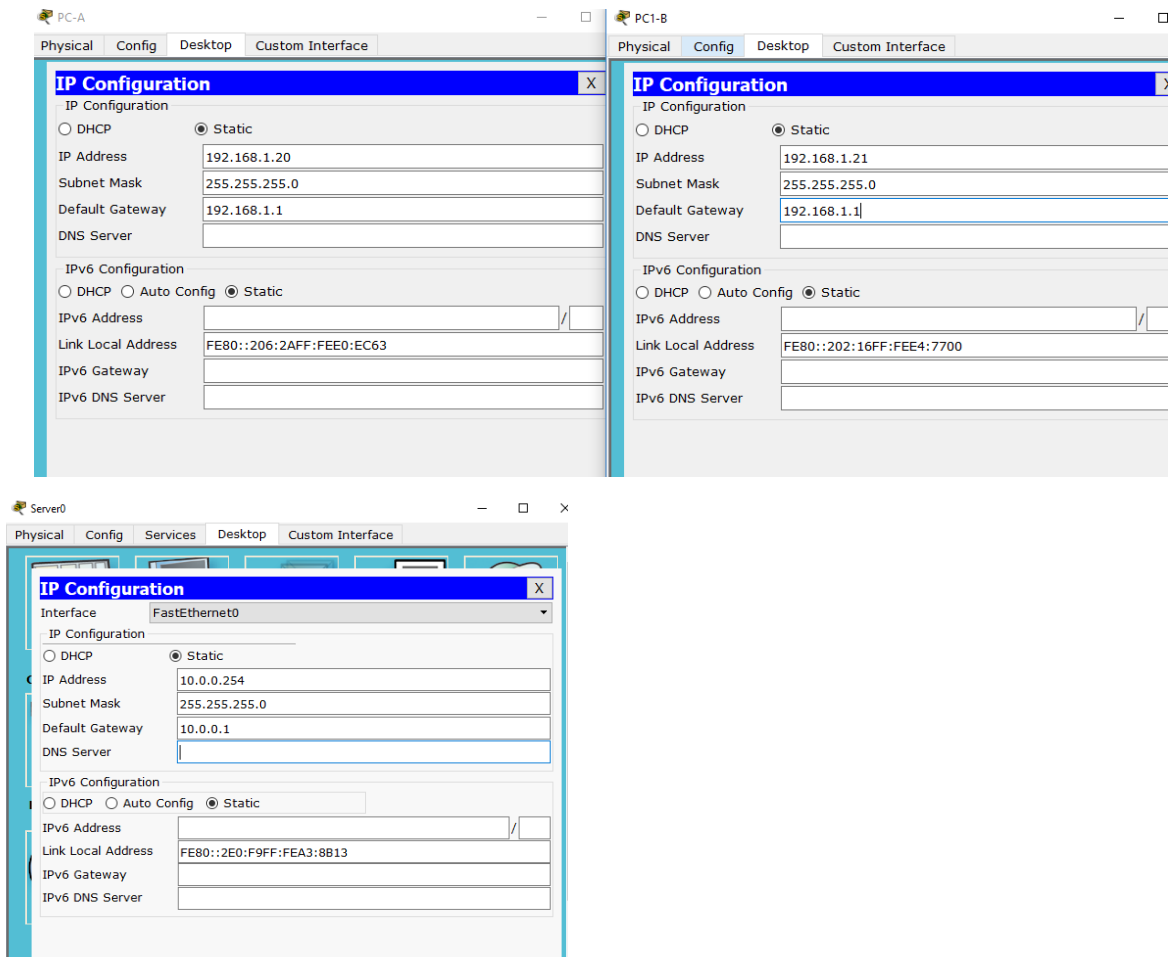 PC-A
Physical Config Desktop Custom Interface
IP Configuration X
IP Configuration
DHCP Static
IP Address 192.168.1.20
Subnet Mask 255.255.255.0
Default Gateway 192.168.1.1
DNS Server
IPv6 Configuration
DHCP Auto Config Static
IPv6 Address /
Link Local Address FE80::206:2AFF:FEE0:EC63
IPv6 Gateway
IPv6 DNS Server
PC1-B
Physical Config Desktop Custom Interface
IP Configuration X
IP Configuration
DHCP Static
IP Address 192.168.1.21
Subnet Mask 255.255.255.0
Default Gateway 192.168.1.1
DNS Server
IPv6 Configuration
DHCP Auto Config Static
IPv6 Address /
Link Local Address FE80::202:16FF:FEE4:7700
IPv6 Gateway
IPv6 DNS Server
Server0
Physical Config Services Desktop Custom Interface
IP Configuration X
Interface FastEthernet0
IP Configuration
DHCP Static
IP Address 10.0.0.254
Subnet Mask 255.255.255.0
Default Gateway 10.0.0.1
DNS Server
IPv6 Configuration
DHCP Auto Config Static
IPv6 Address /
Link Local Address FE80::2E0:F9FF:FEA3:8B13
IPv6 Gateway
IPv6 DNS Server